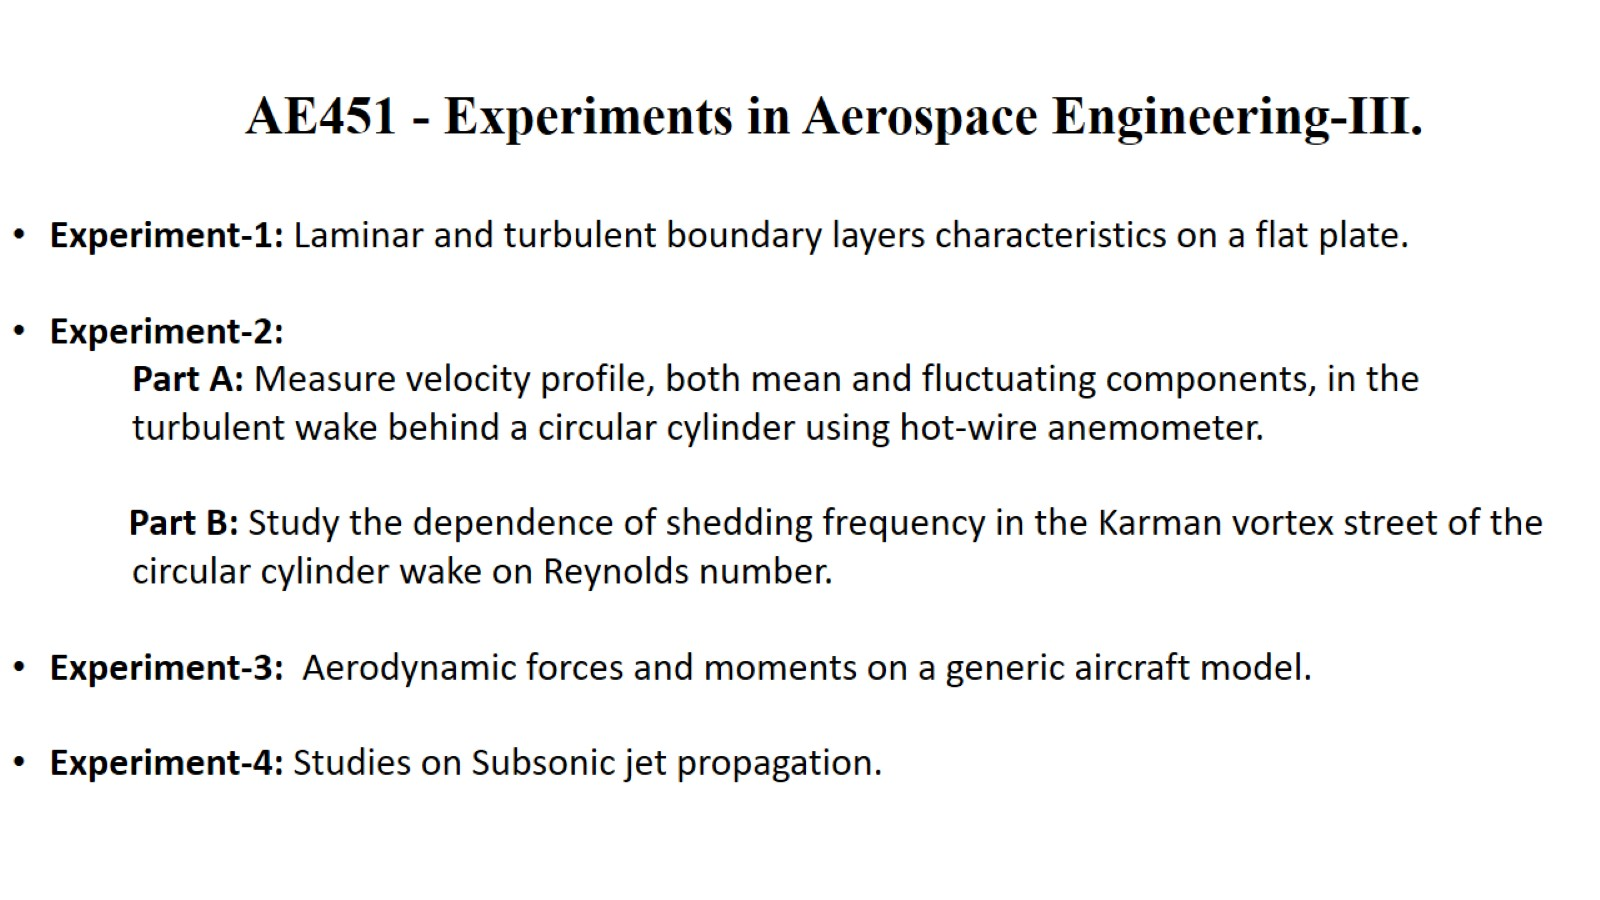 AE451 - Experiments in Aerospace Engineering-III.
• Experiment-1: Laminar and turbulent boundary layers characteristics on a flat plate.
• Experiment-2:
Part A: Measure velocity profile, both mean and fluctuating components, in the
turbulent wake behind a circular cylinder using hot-wire anemometer.
Part B: Study the dependence of shedding frequency in the Karman vortex street of the
circular cylinder wake on Reynolds number.
• Experiment-3: Aerodynamic forces and moments on a generic aircraft model.
• Experiment-4: Studies on Subsonic jet propagation.